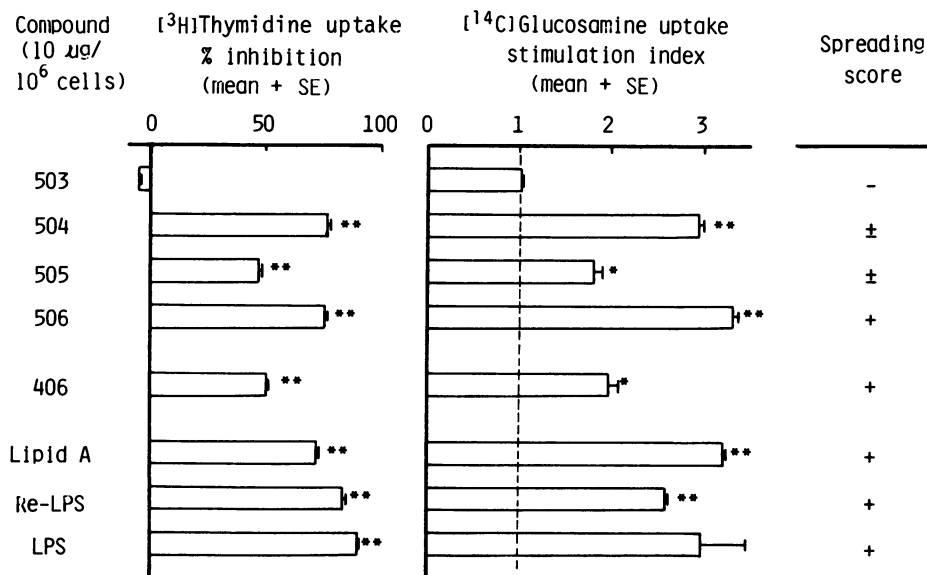 Compound
(10 µg/
10⁶ cells)
[³H]Thymidine uptake
% inhibition
(mean + SE)
[¹⁴C]Glucosamine uptake
stimulation index
(mean + SE)
Spreading
score
0 50 100
0 1 2 3
503 -
504 ** ** ±
505 ** * ±
506 ** ** +
406 ** * +
Lipid A ** ** +
Re-LPS ** ** +
LPS ** +